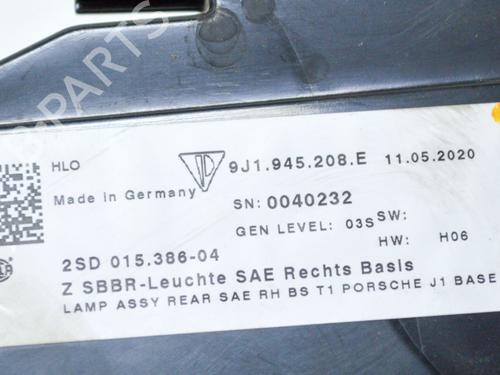 B-PARTS
HLO
9J1.945.208.E 11.05.2020
Made in Germany
SN: 0040232
GEN LEVEL: 03S SW:
HW: H06
2SD 015.386-04
Z SBBR-Leuchte SAE Rechts Basis
LAMP ASSY REAR SAE RH BS T1 PORSCHE J1 BASE